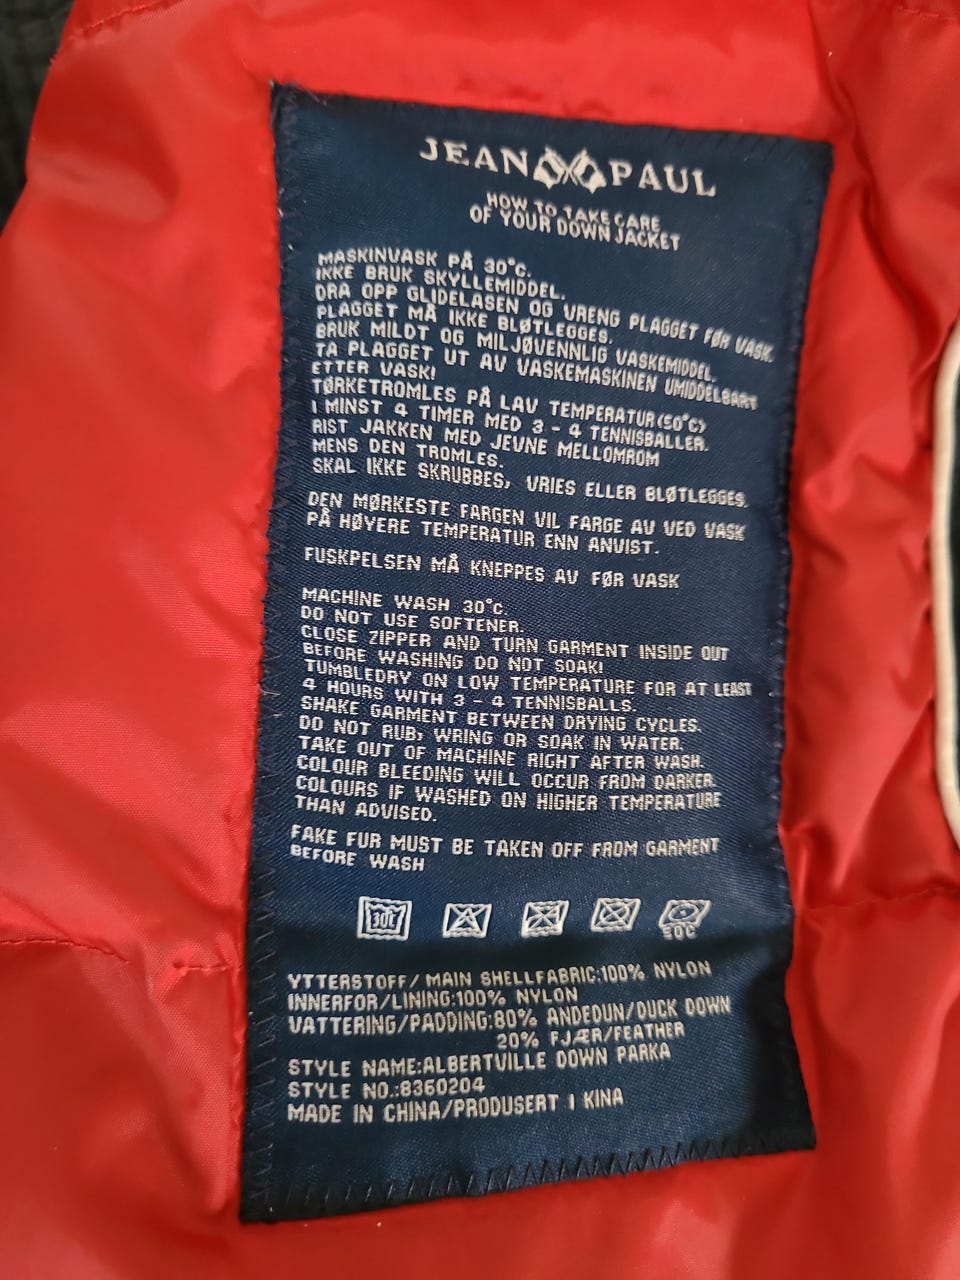 JEAN PAUL
HOW TO TAKE CARE
OF YOUR DOWN JACKET
MASKINVASK PÅ 30°C.
IKKE BRUK SKYLLEMIDDEL.
DRA OPP GLIDELASEN OG VRENG PLAGGET FØR VASK.
PLAGGET MÅ IKKE BLØTLEGGES.
BRUK MILDT OG MILJØVENNLIG VASKEMIDDEL.
TA PLAGGET UT AV VASKEMASKINEN UMIDDELBART
ETTER VASK!
TØRKETROMLES PÅ LAV TEMPERATUR(50°C)
I MINST 4 TIMER MED 3 - 4 TENNISBALLER.
RIST JAKKEN MED JEVNE MELLOMROM
MENS DEN TROMLES.
SKAL IKKE SKRUBBES, VRIES ELLER BLØTLEGGES.
DEN MØRKESTE FARGEN VIL FARGE AV VED VASK
PÅ HØYERE TEMPERATUR ENN ANVIST.
FUSKPELSEN MÅ KNEPPES AV FØR VASK
MACHINE WASH 30°C.
DO NOT USE SOFTENER.
CLOSE ZIPPER AND TURN GARMENT INSIDE OUT
BEFORE WASHING DO NOT SOAK!
TUMBLEDRY ON LOW TEMPERATURE FOR AT LEAST
4 HOURS WITH 3 - 4 TENNISBALLS.
SHAKE GARMENT BETWEEN DRYING CYCLES.
DO NOT RUB, WRING OR SOAK IN WATER.
TAKE OUT OF MACHINE RIGHT AFTER WASH.
COLOUR BLEEDING WILL OCCUR FROM DARKER.
COLOURS IF WASHED ON HIGHER TEMPERATURE
THAN ADVISED.
FAKE FUR MUST BE TAKEN OFF FROM GARMENT
BEFORE WASH
30C 50C
YTTERSTOFF/ MAIN SHELLFABRIC:100% NYLON
INNERFOR/LINING:100% NYLON
VATTERING/PADDING:80% ANDEDUN/DUCK DOWN
20% FJÆR/FEATHER
STYLE NAME:ALBERTVILLE DOWN PARKA
STYLE NO.:8360204
MADE IN CHINA/PRODUSERT I KINA